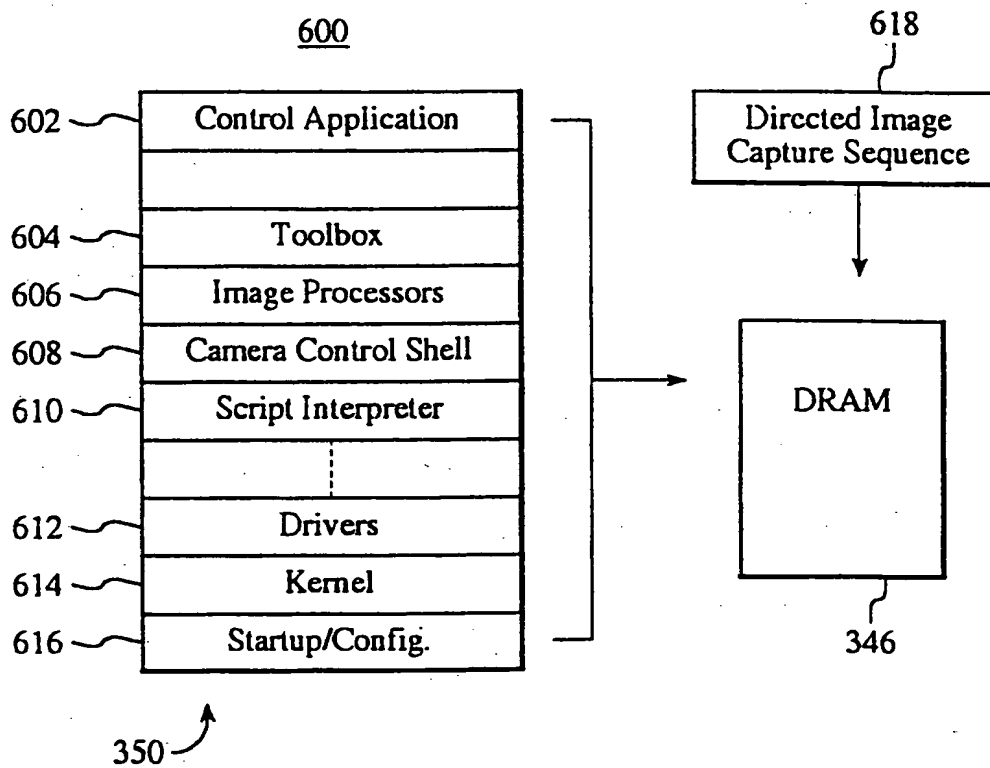 600
618
602
Control Application
Directed Image
Capture Sequence
604
Toolbox
606
Image Processors
608
Camera Control Shell
610
Script Interpreter
DRAM
612
Drivers
614
Kernel
616
Startup/Config.
346
350